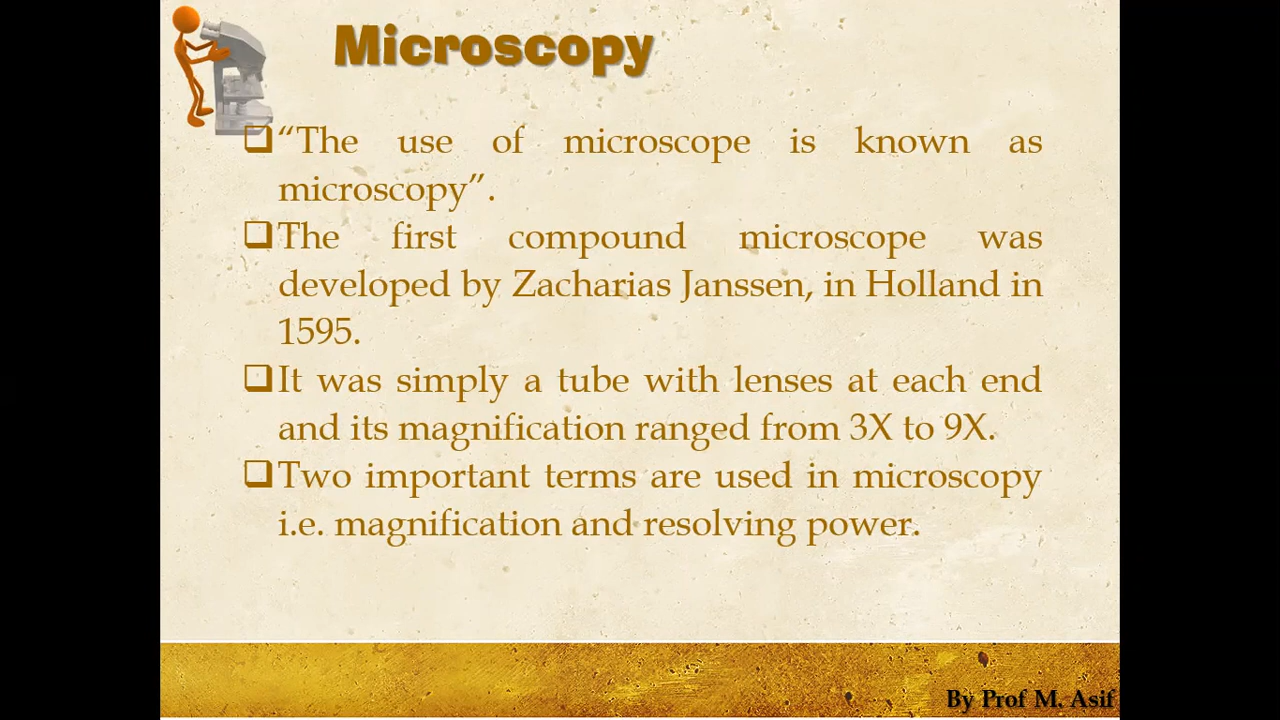 Microscopy
❑“The use of microscope is known as
microscopy”.
❑The first compound microscope was
developed by Zacharias Janssen, in Holland in
1595.
❑It was simply a tube with lenses at each end
and its magnification ranged from 3X to 9X.
❑Two important terms are used in microscopy
i.e. magnification and resolving power.
By Prof M. Asif